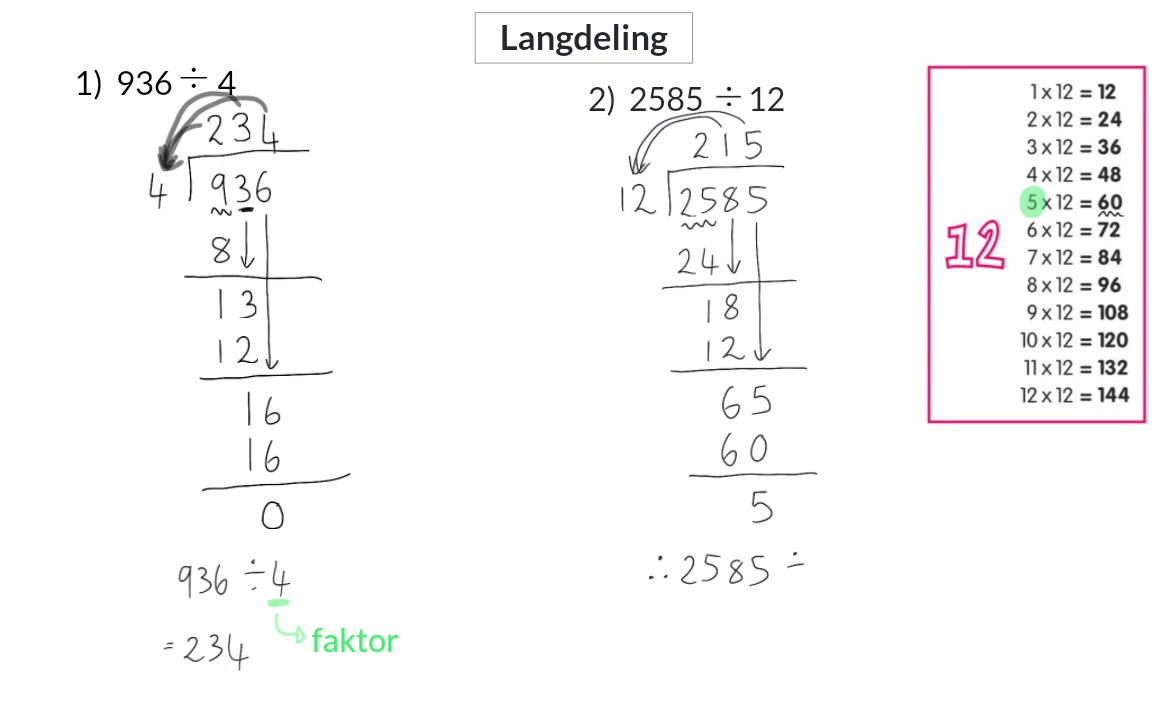 Langdeling
1) 936 ÷ 4
234
4 936
8
13
12
16
16
0
936 ÷ 4
faktor
= 234
2) 2585 ÷ 12
215
12 2585
24
18
12
65
60
5
∴ 2585 ÷
12
1 x 12 = 12
2 x 12 = 24
3 x 12 = 36
4 x 12 = 48
5 x 12 = 60
6 x 12 = 72
7 x 12 = 84
8 x 12 = 96
9 x 12 = 108
10 x 12 = 120
11 x 12 = 132
12 x 12 = 144